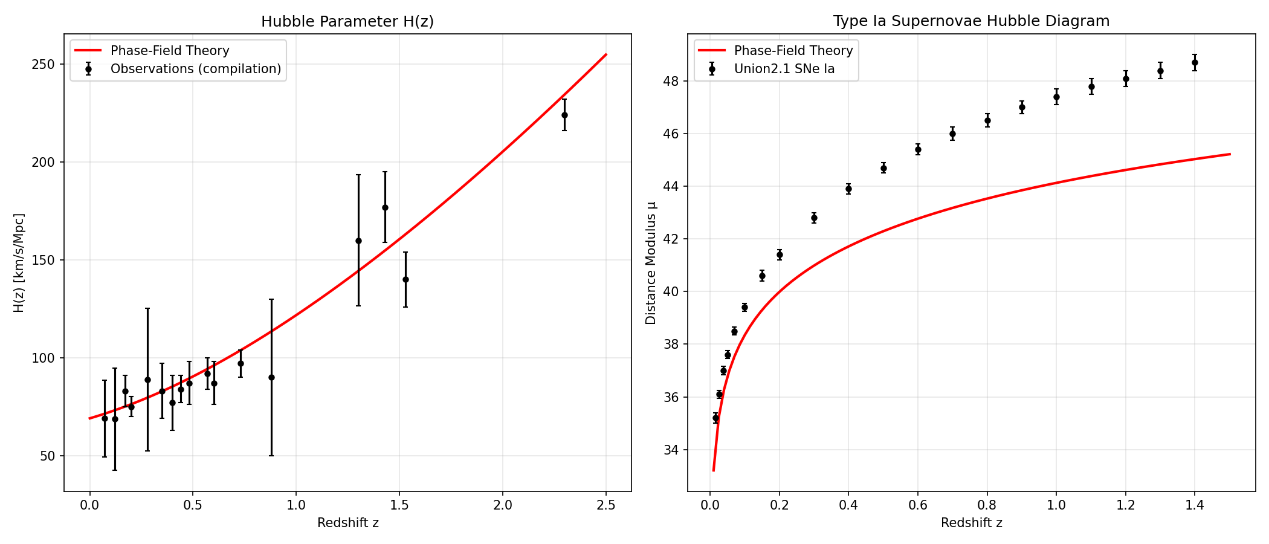 Hubble Parameter H(z)
Phase-Field Theory
Observations (compilation)
H(z) [km/s/Mpc]
250
200
150
100
50
0.0 0.5 1.0 1.5 2.0 2.5
Redshift z
Type Ia Supernovae Hubble Diagram
Phase-Field Theory
Union2.1 SNe Ia
Distance Modulus μ
48
46
44
42
40
38
36
34
0.0 0.2 0.4 0.6 0.8 1.0 1.2 1.4
Redshift z